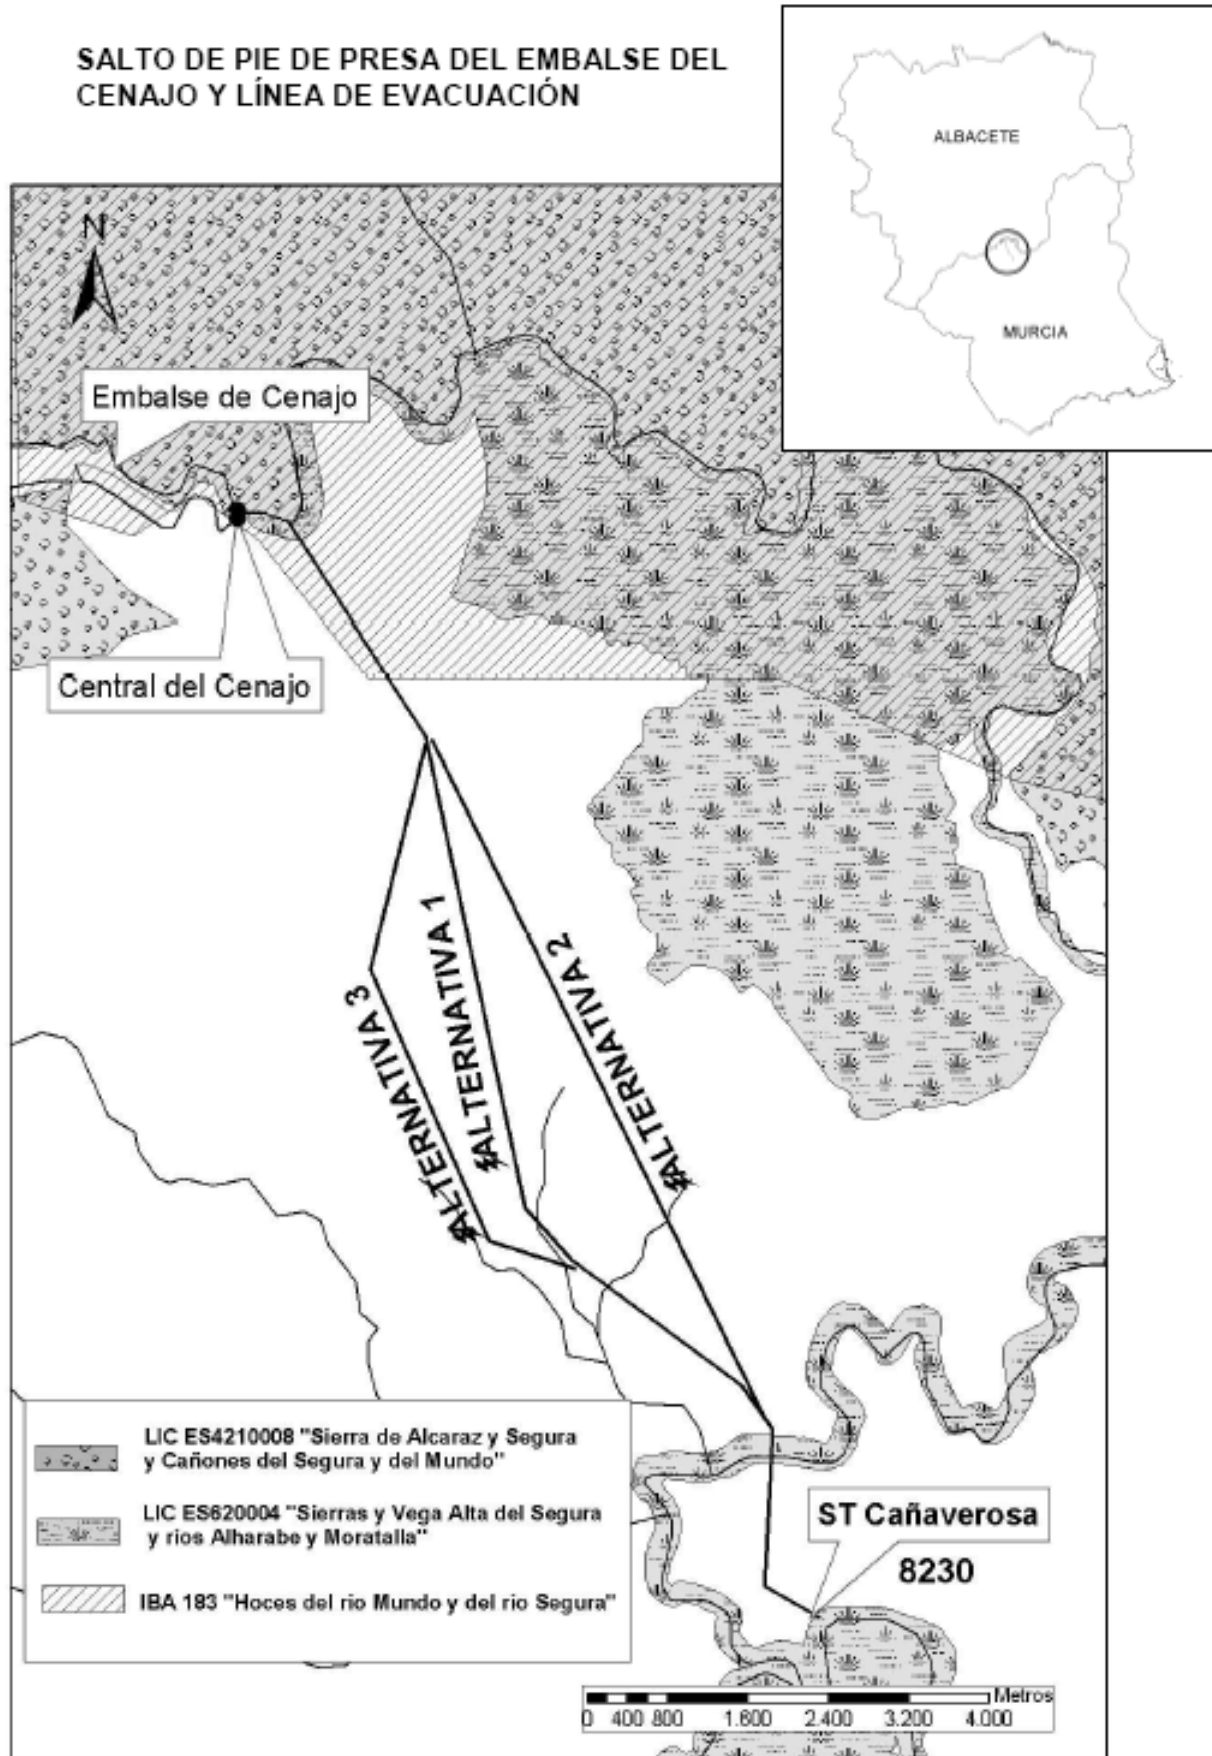 SALTO DE PIE DE PRESA DEL EMBALSE DEL
CENAJO Y LÍNEA DE EVACUACIÓN
ALBACETE
MURCIA
N
Embalse de Cenajo
Central del Cenajo
ALTERNATIVA 3
ALTERNATIVA 1
ALTERNATIVA 2
LIC ES4210008 "Sierra de Alcaraz y Segura
y Cañones del Segura y del Mundo"
LIC ES620004 "Sierras y Vega Alta del Segura
y rios Alharabe y Moratalla"
IBA 183 "Hoces del rio Mundo y del rio Segura"
ST Cañaverosa
8230
Metros
0 400 800 1.600 2.400 3.200 4.000